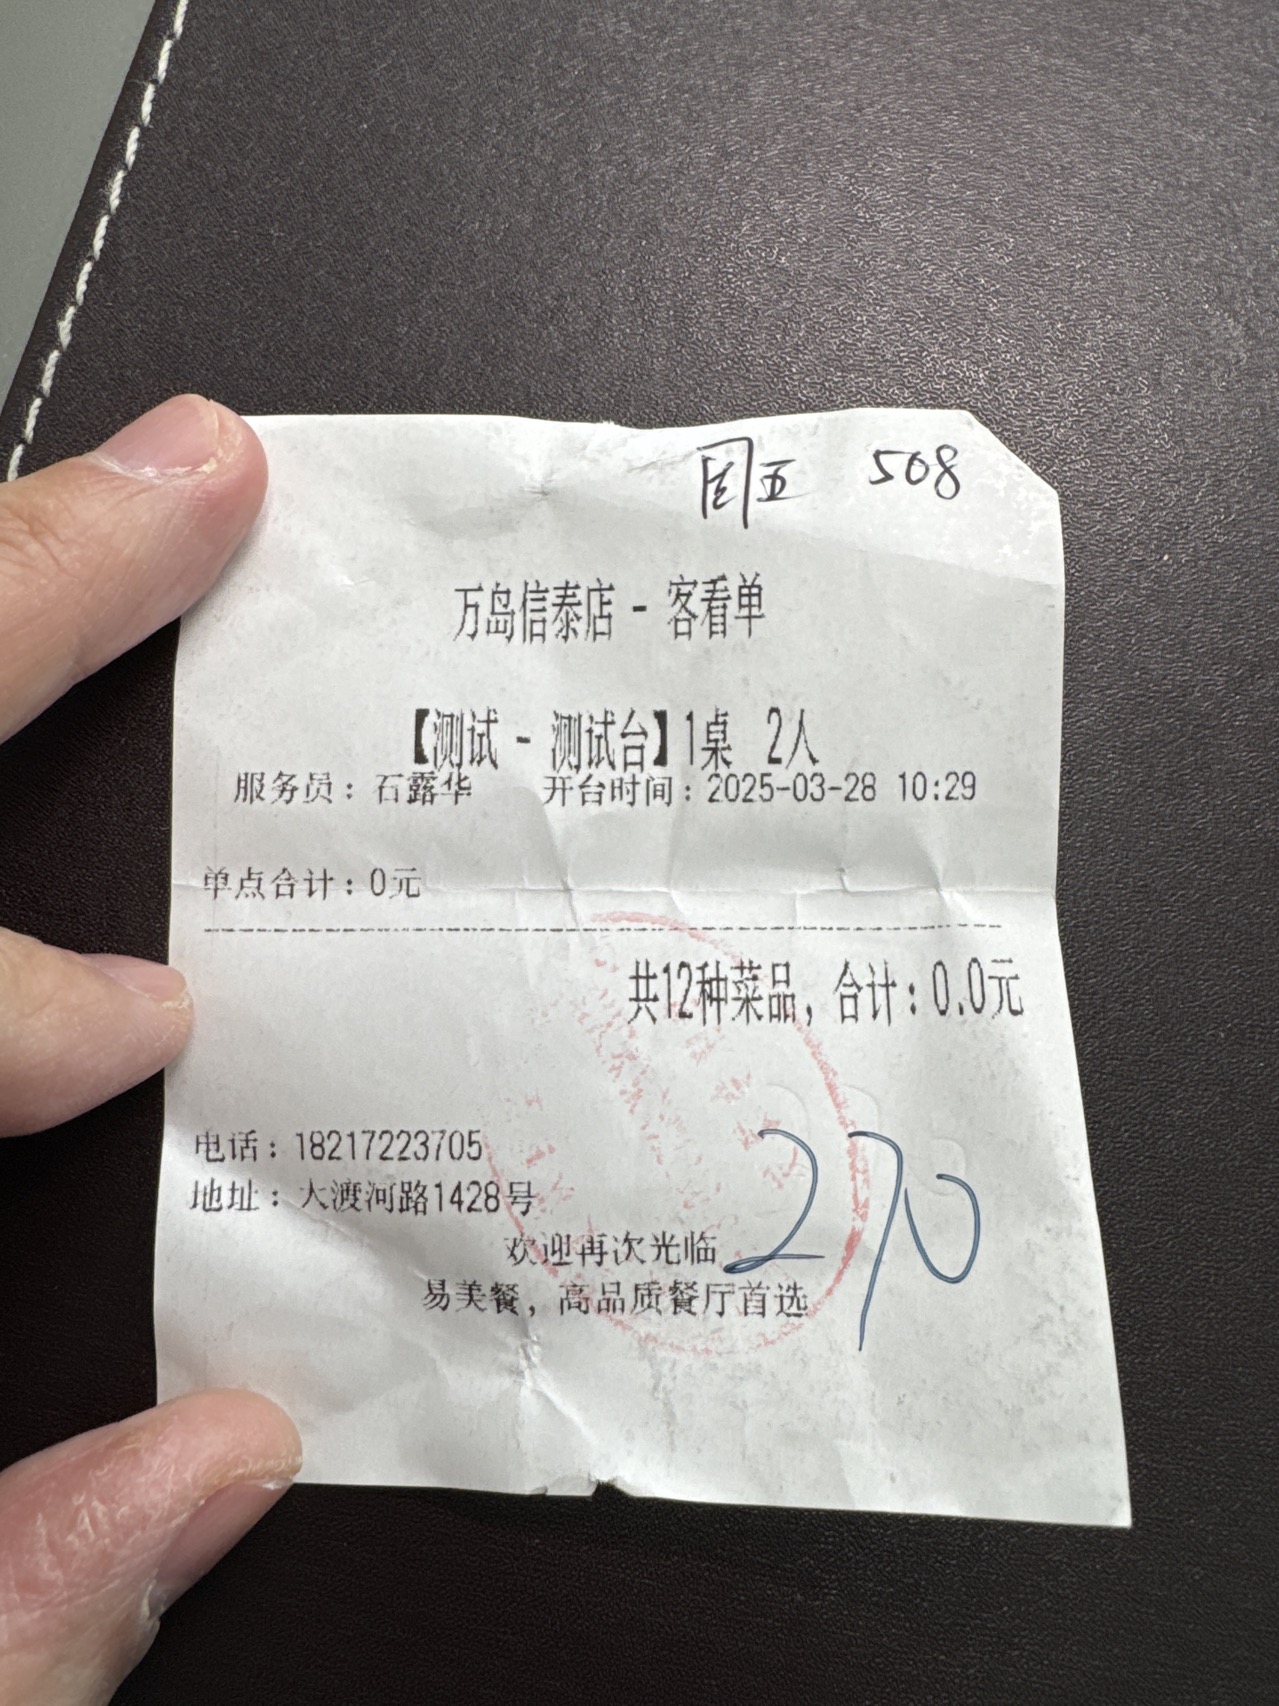 周五 508
万岛信泰店 - 客看单
【测试 - 测试台】1桌 2人
服务员：石露华 开台时间：2025-03-28 10:29
单点合计：0元
共12种菜品，合计：0.0元
电话：18217223705
地址：大渡河路1428号
270
欢迎再次光临
易美餐，高品质餐厅首选